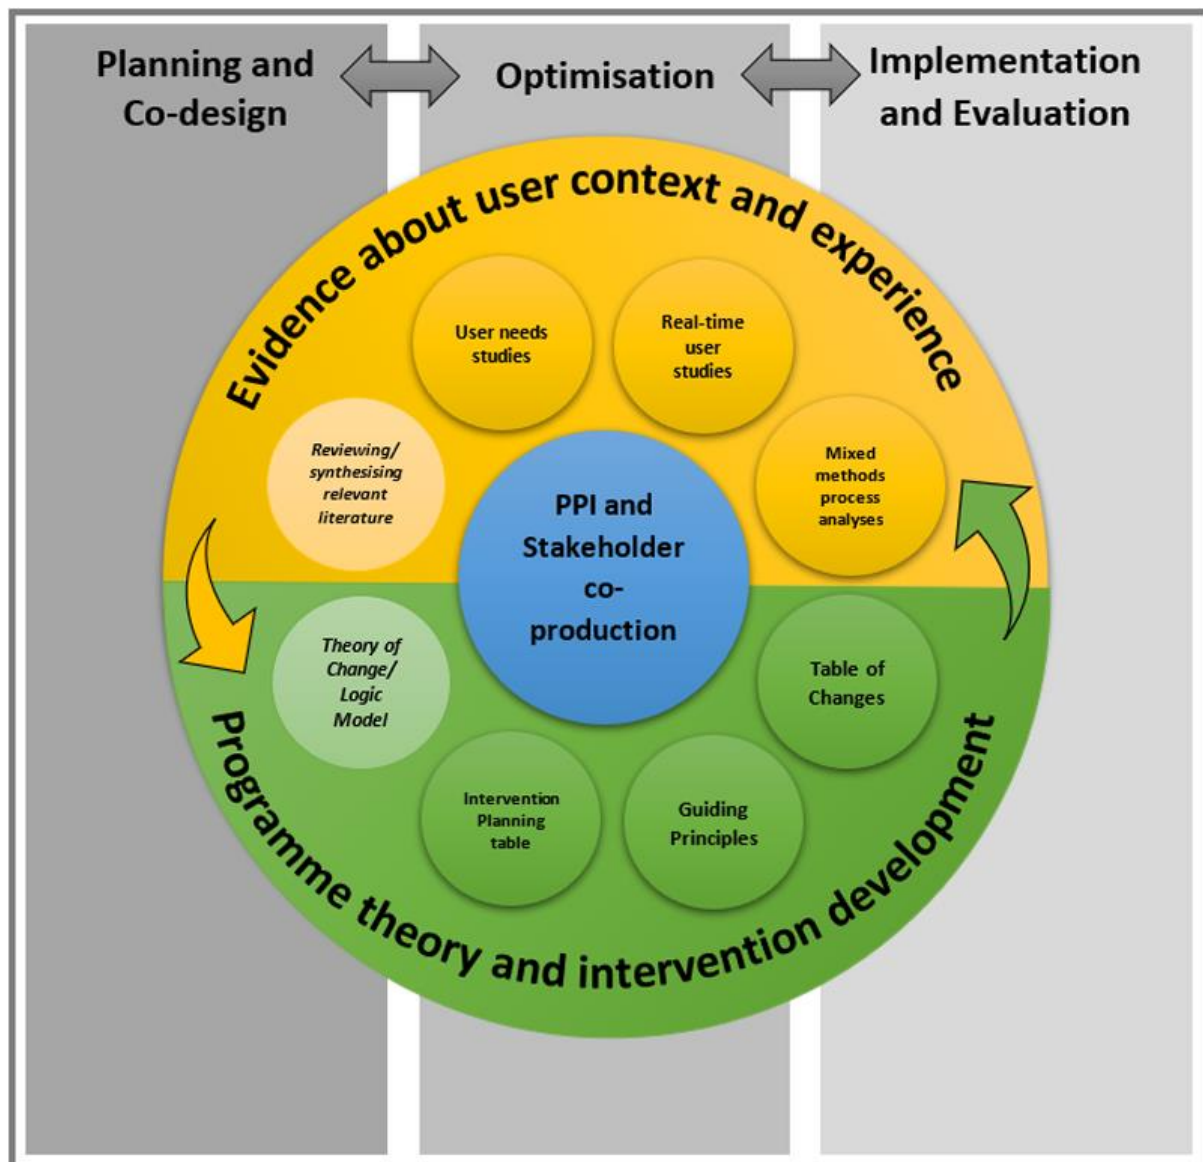 Planning and
Co-design
Optimisation
Implementation
and Evaluation
Evidence about user context and experience
User needs
studies
Real-time
user
studies
Reviewing/
synthesising
relevant
literature
Mixed
methods
process
analyses
PPI and
Stakeholder
co-
production
Theory of
Change/
Logic
Model
Table of
Changes
Intervention
Planning
table
Guiding
Principles
Programme theory and intervention development